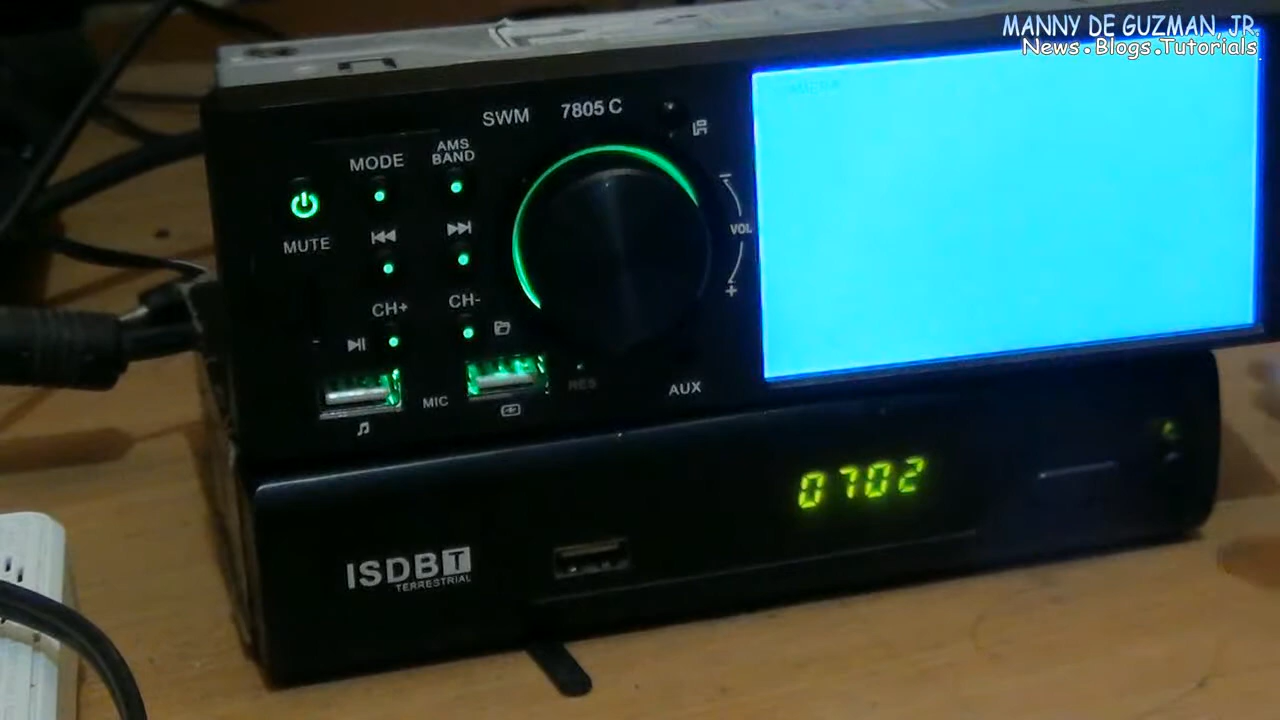 MANNY DE GUZMAN, JR.
News.Blogs.Tutorials
SWM 7805 C
AMS
BAND
MODE
MUTE
VOL
CH+
CH-
RES
MIC
AUX
0702
ISDBT
TERRESTRIAL